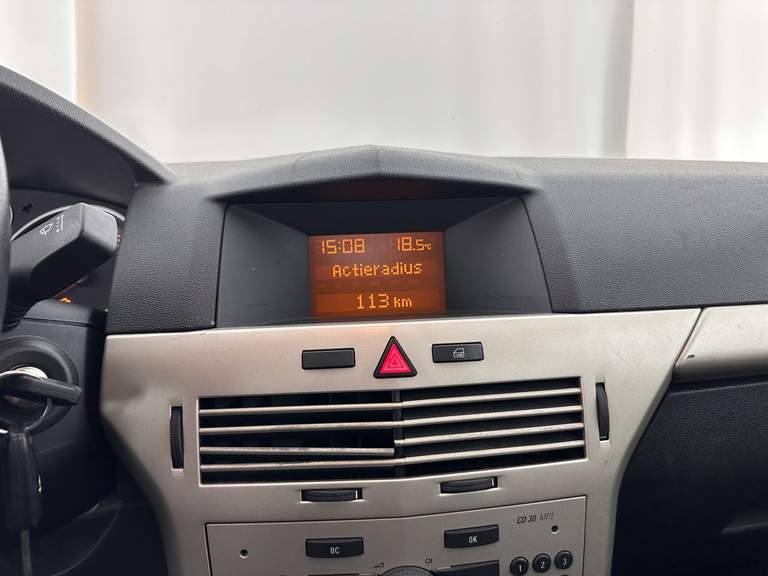 15:08 18.5°C
Actieradius
113 km
CD 30 MP3
BC
OK
1 2 3